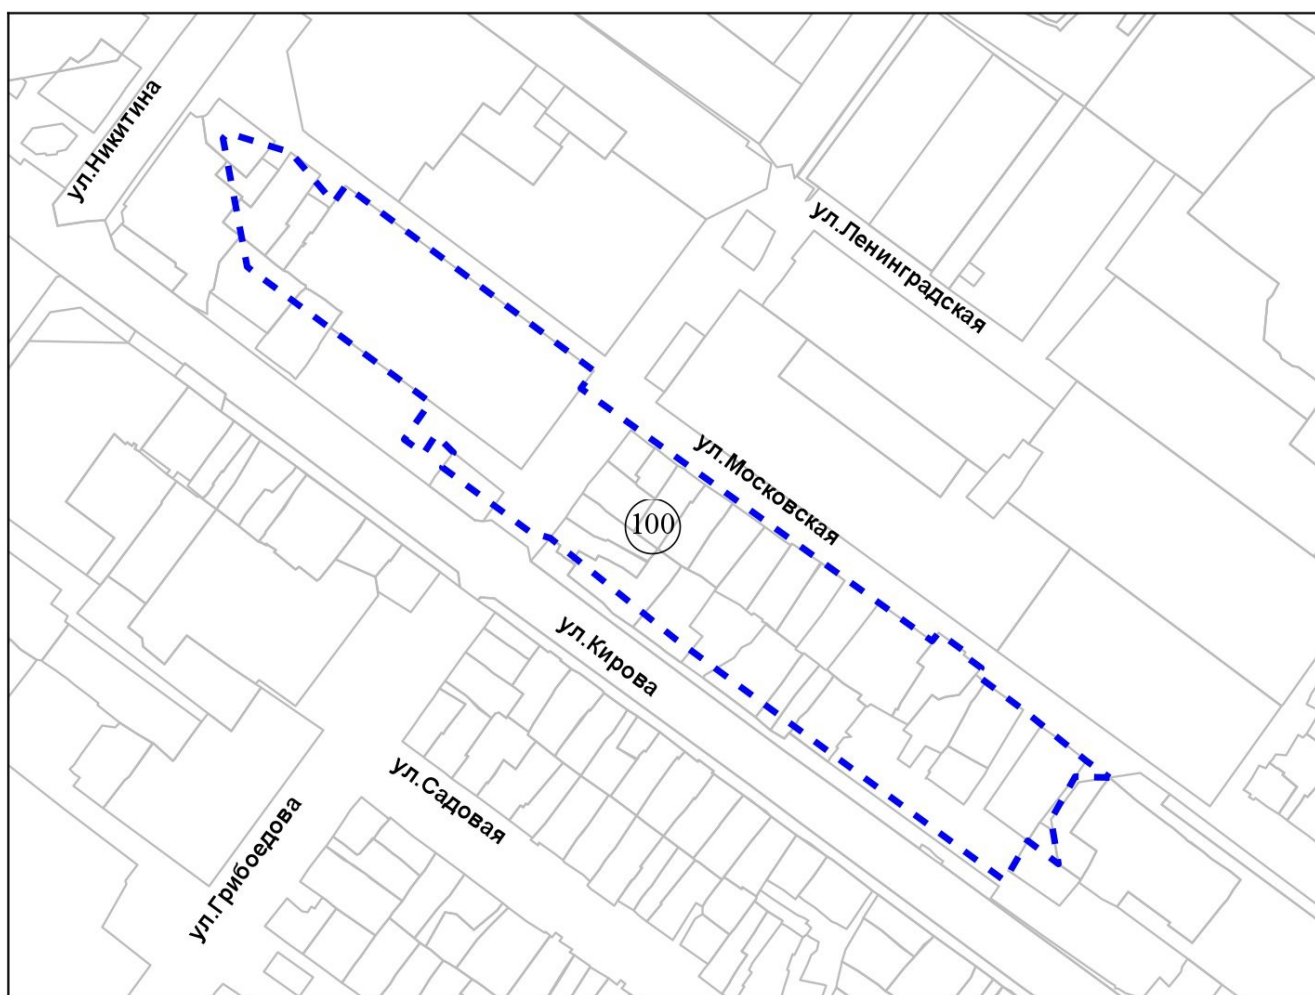 ул.Никитина
ул.Ленинградская
ул.Московская
100
ул.Кирова
ул.Садовая
ул.Грибоедова